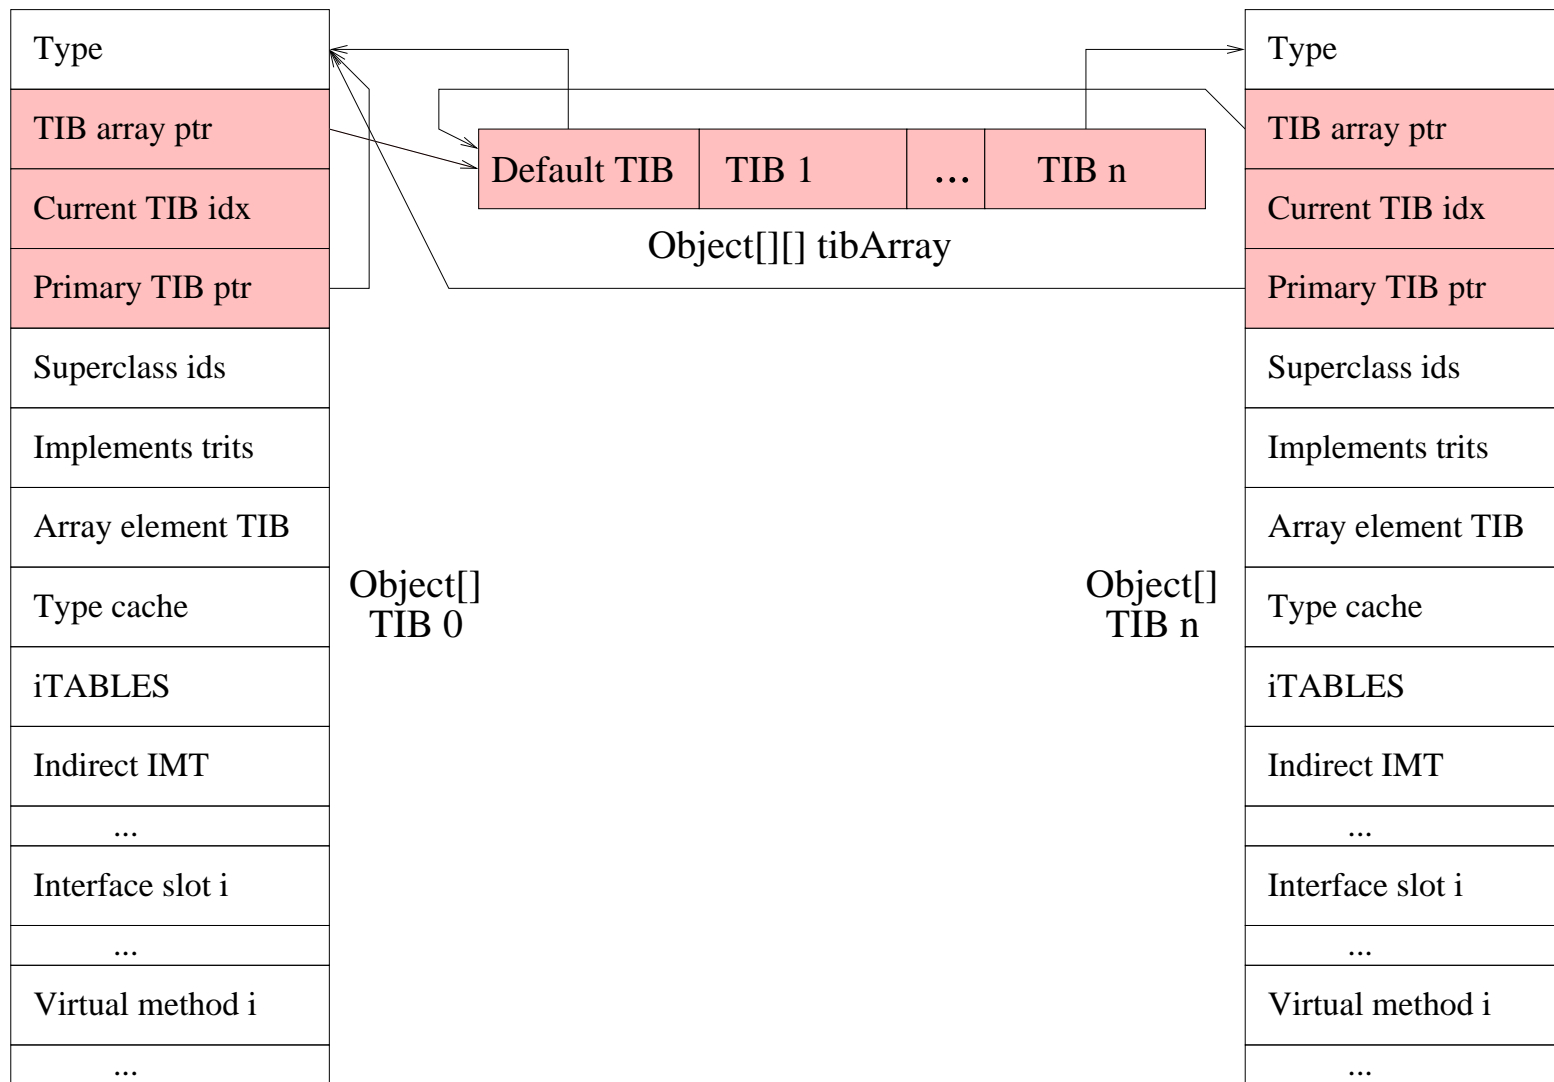 Type
TIB array ptr
Current TIB idx
Primary TIB ptr
Superclass ids
Implements trits
Array element TIB
Type cache
iTABLES
Indirect IMT
...
Interface slot i
...
Virtual method i
...
Default TIB
TIB 1
...
TIB n
Object[][] tibArray
Object[]
TIB 0
Object[]
TIB n
Type
TIB array ptr
Current TIB idx
Primary TIB ptr
Superclass ids
Implements trits
Array element TIB
Type cache
iTABLES
Indirect IMT
...
Interface slot i
...
Virtual method i
...